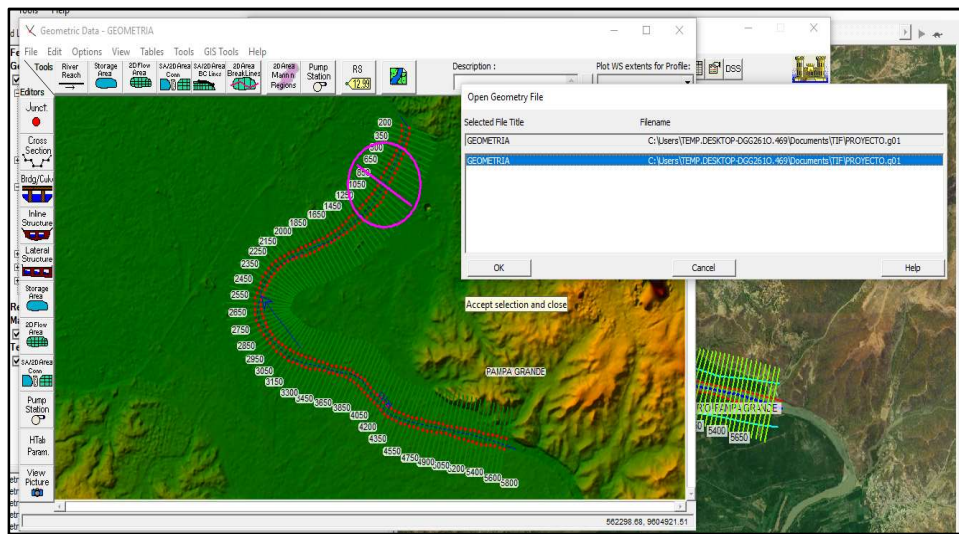 Tools Help
Geometric Data - GEOMETRIA
File Edit Options View Tables Tools GIS Tools Help
Tools
River Reach
Storage Area
2D Flow Area
SA/2D Area Conn
SA/2D Area BC Lines
2D Area BreakLines
2D Area Mann n Regions
Pump Station
RS
Description :
Plot WS extents for Profile:
DSS
Editors
Junct.
Cross Section
Brdg/Culv
Inline Structure
Lateral Structure
Storage Area
2D Flow Area
SA/2D Area Conn
Pump Station
HTab Param.
View Picture
Open Geometry File
Selected File Title
Filename
GEOMETRIA
C:\Users\TEMP.DESKTOP-DGG261O.469\Documents\TIF\PROYECTO.g01
GEOMETRIA
C:\Users\TEMP.DESKTOP-DGG261O.469\Documents\TIF\PROYECTO.g01
OK
Cancel
Help
Accept selection and close
200
350
650
1050
1250
1450
1650
1850
2000
2150
2250
2350
2450
2550
2650
2750
2850
2950
3050
3150
3300
3450
3650
3850
4050
4200
4350
4550
4750
4900
5050
5200
5400
5600
5800
PAMPA GRANDE
PAMPA GRANDE
5400
5650
562298.68, 9604921.51